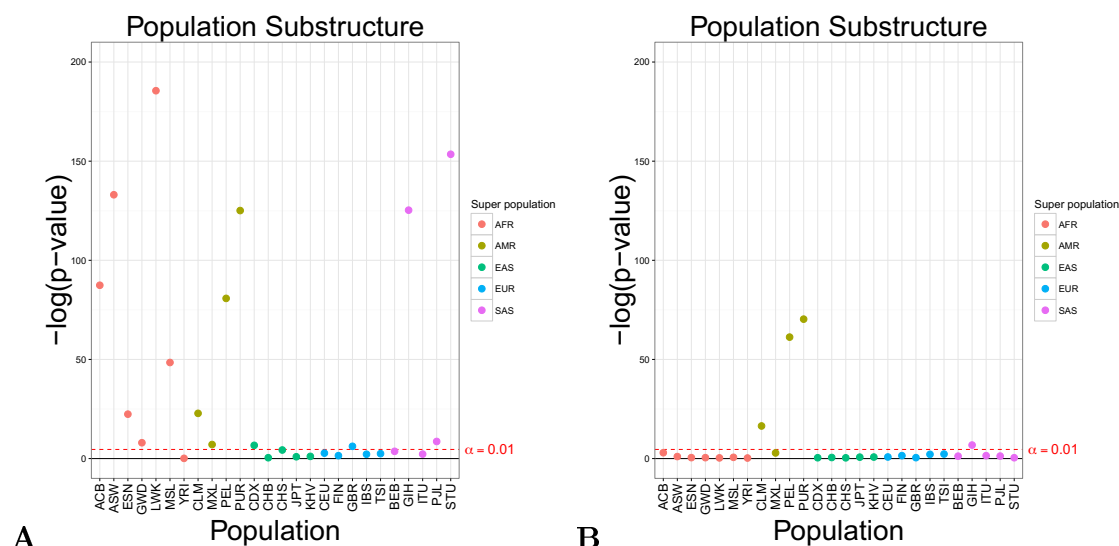 Population Substructure
−log(p−value)
200
150
100
50
0
α = 0.01
ACB
ASW
ESN
GWD
LWK
MSL
YRI
CLM
MXL
PEL
PUR
CDX
CHB
CHS
JPT
KHV
CEU
FIN
GBR
IBS
TSI
BEB
GIH
ITU
PJL
STU
Population
Super population
AFR
AMR
EAS
EUR
SAS
A
Population Substructure
−log(p−value)
200
150
100
50
0
α = 0.01
ACB
ASW
ESN
GWD
LWK
MSL
YRI
CLM
MXL
PEL
PUR
CDX
CHB
CHS
JPT
KHV
CEU
FIN
GBR
IBS
TSI
BEB
GIH
ITU
PJL
STU
Population
Super population
AFR
AMR
EAS
EUR
SAS
B